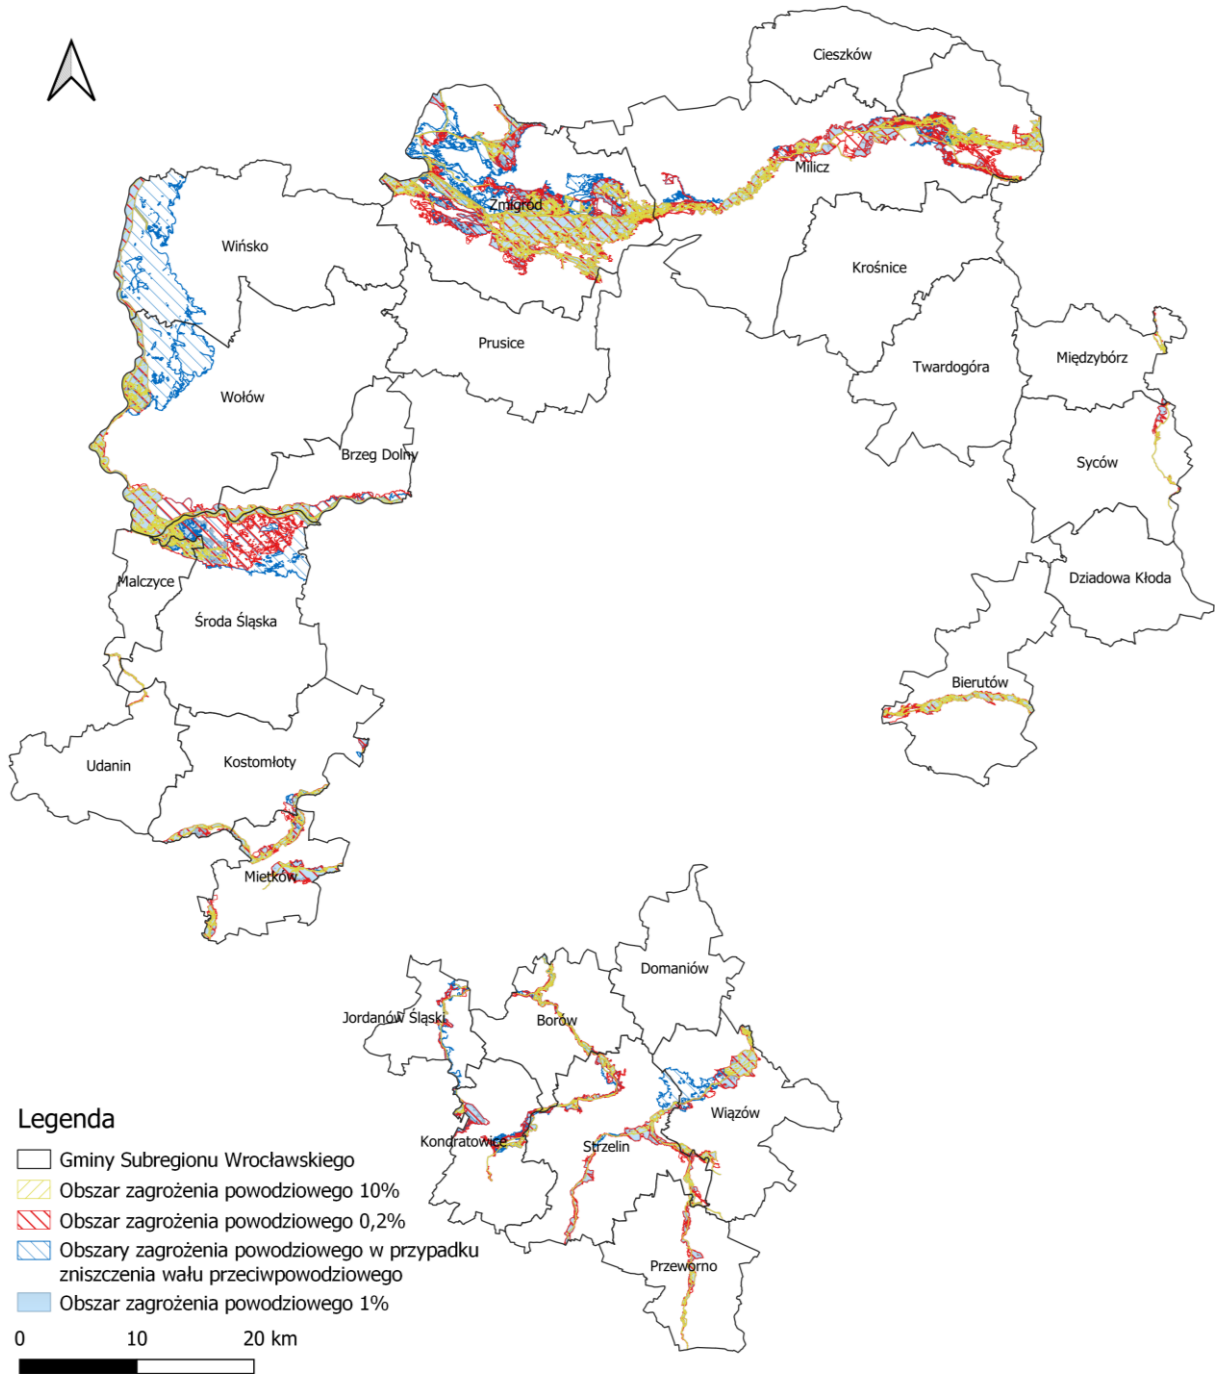 Cieszków
Milicz
Żmigród
Wińsko
Krośnice
Prusice
Międzybórz
Twardogóra
Wołów
Brzeg Dolny
Syców
Malczyce
Dziadowa Kłoda
Środa Śląska
Bierutów
Udanin
Kostomłoty
Mietków
Domaniów
Jordanów Śląski
Borów
Wiązów
Kondratowice
Strzelin
Przeworno
Legenda
Gminy Subregionu Wrocławskiego
Obszar zagrożenia powodziowego 10%
Obszar zagrożenia powodziowego 0,2%
Obszary zagrożenia powodziowego w przypadku
zniszczenia wału przeciwpowodziowego
Obszar zagrożenia powodziowego 1%
0 10 20 km